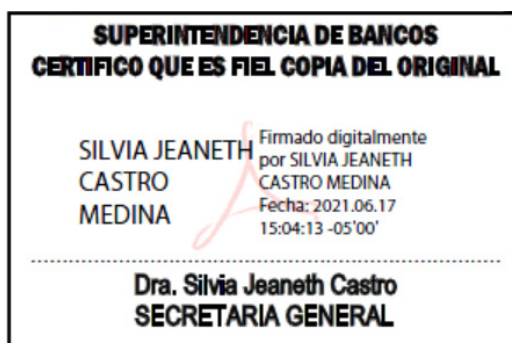 SUPERINTENDENCIA DE BANCOS
CERTIFICO QUE ES FIEL COPIA DEL ORIGINAL
SILVIA JEANETH
CASTRO
MEDINA
Firmado digitalmente
por SILVIA JEANETH
CASTRO MEDINA
Fecha: 2021.06.17
15:04:13 -05'00'
Dra. Silvia Jeaneth Castro
SECRETARIA GENERAL